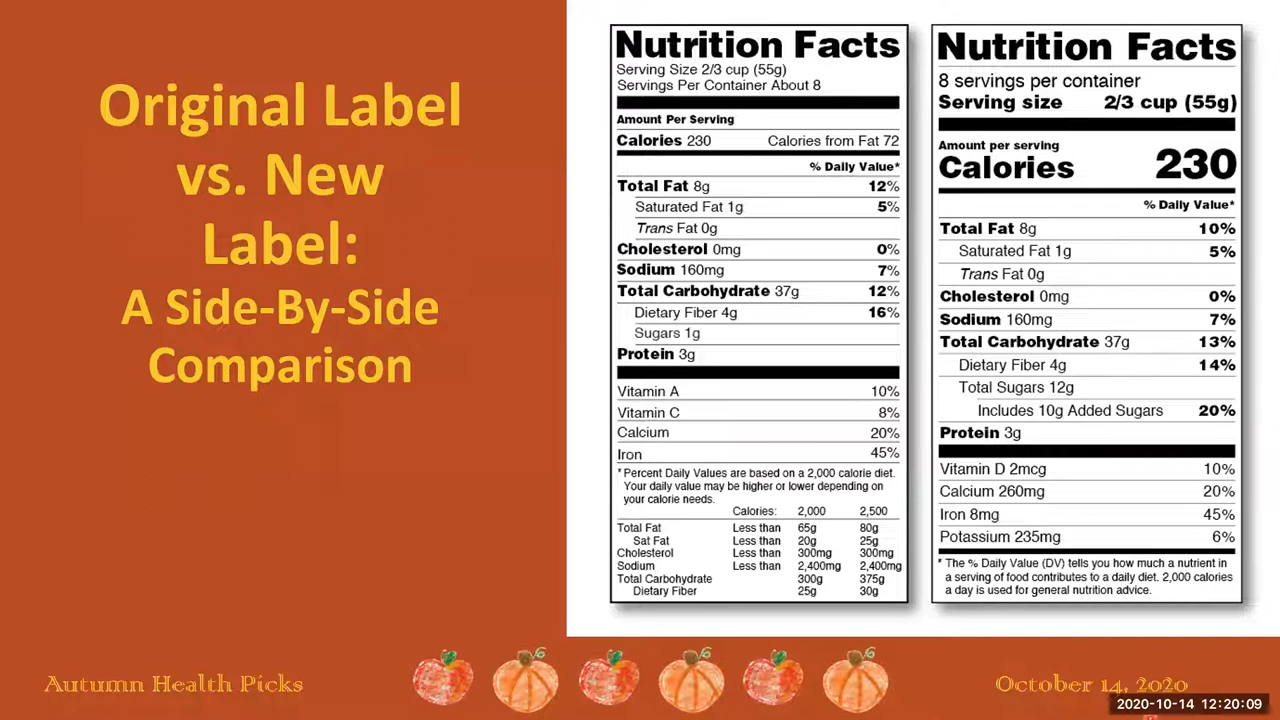 Original Label
vs. New
Label:
A Side-By-Side
Comparison
Nutrition Facts
Serving Size 2/3 cup (55g)
Servings Per Container About 8
Amount Per Serving
Calories 230 Calories from Fat 72
% Daily Value*
Total Fat 8g 12%
Saturated Fat 1g 5%
Trans Fat 0g
Cholesterol 0mg 0%
Sodium 160mg 7%
Total Carbohydrate 37g 12%
Dietary Fiber 4g 16%
Sugars 1g
Protein 3g
Vitamin A 10%
Vitamin C 8%
Calcium 20%
Iron 45%
* Percent Daily Values are based on a 2,000 calorie diet.
Your daily value may be higher or lower depending on
your calorie needs.
Calories: 2,000 2,500
Total Fat Less than 65g 80g
Sat Fat Less than 20g 25g
Cholesterol Less than 300mg 300mg
Sodium Less than 2,400mg 2,400mg
Total Carbohydrate 300g 375g
Dietary Fiber 25g 30g
Nutrition Facts
8 servings per container
Serving size 2/3 cup (55g)
Amount per serving
Calories 230
% Daily Value*
Total Fat 8g 10%
Saturated Fat 1g 5%
Trans Fat 0g
Cholesterol 0mg 0%
Sodium 160mg 7%
Total Carbohydrate 37g 13%
Dietary Fiber 4g 14%
Total Sugars 12g
Includes 10g Added Sugars 20%
Protein 3g
Vitamin D 2mcg 10%
Calcium 260mg 20%
Iron 8mg 45%
Potassium 235mg 6%
* The % Daily Value (DV) tells you how much a nutrient in
a serving of food contributes to a daily diet. 2,000 calories
a day is used for general nutrition advice.
Autumn Health Picks
October 14, 2020
2020-10-14 12:20:09